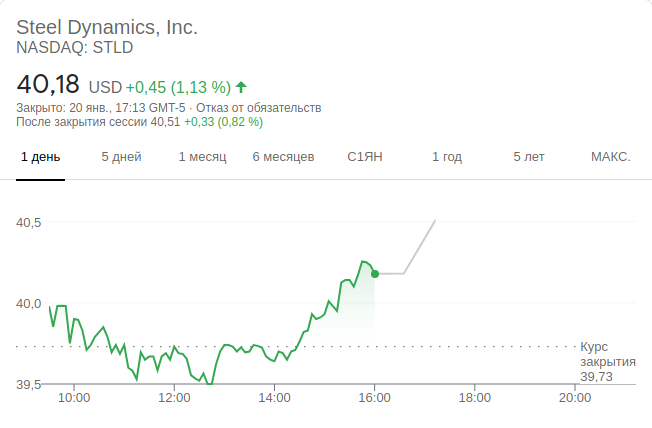 Steel Dynamics, Inc.
NASDAQ: STLD
40,18 USD +0,45 (1,13 %)
Закрыто: 20 янв., 17:13 GMT-5 · Отказ от обязательств
После закрытия сессии 40,51 +0,33 (0,82 %)
1 день 5 дней 1 месяц 6 месяцев С1ЯН 1 год 5 лет МАКС.
40,5
40,0
39,5
Курс
закрытия
39,73
10:00 12:00 14:00 16:00 18:00 20:00